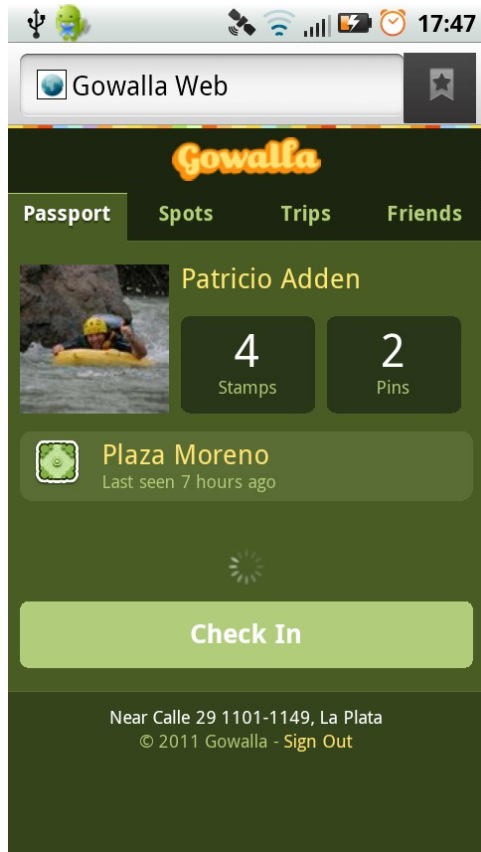 17:47
Gowalla Web
Gowalla
Passport Spots Trips Friends
Patricio Adden
4 2
Stamps Pins
Plaza Moreno
Last seen 7 hours ago
Check In
Near Calle 29 1101-1149, La Plata
© 2011 Gowalla - Sign Out